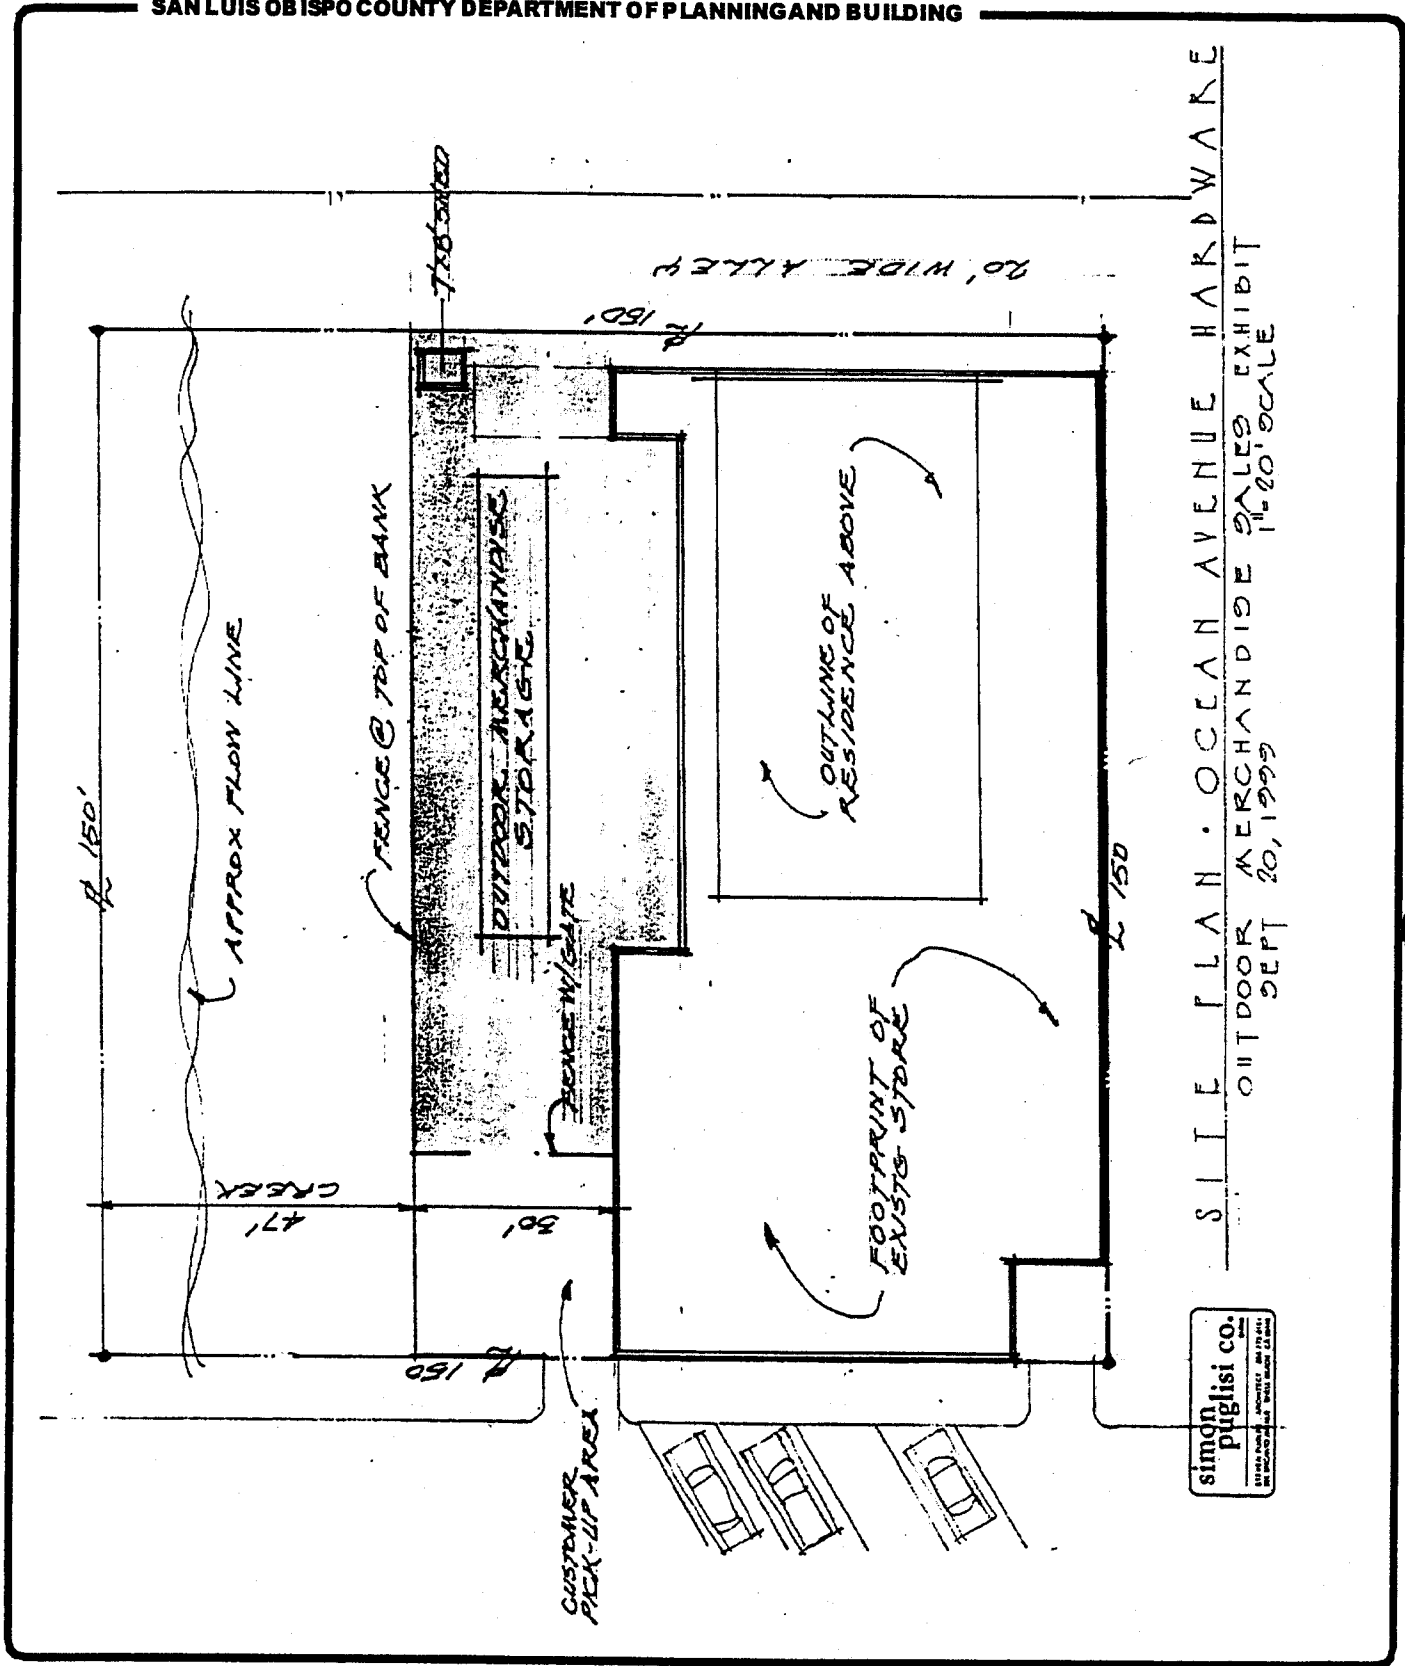 SAN LUIS OBISPO COUNTY DEPARTMENT OF PLANNING AND BUILDING
7'x8' SHED
20' WIDE ALLEY
150'
℄ 150'
APPROX FLOW LINE
FENCE @ TOP OF BANK
OUTDOOR MERCHANDISE
STORAGE
FENCE W/GATE
OUTLINE OF
RESIDENCE ABOVE
FOOTPRINT OF
EXIST'G STORE
CREEK
47'
30'
150
150
CUSTOMER
PICK-UP AREA
SITE PLAN · OCEAN AVENUE HARDWARE
OUTDOOR MERCHANDISE SALES EXHIBIT
SEPT 20, 1999 1"=20' SCALE
simon
puglisi co.